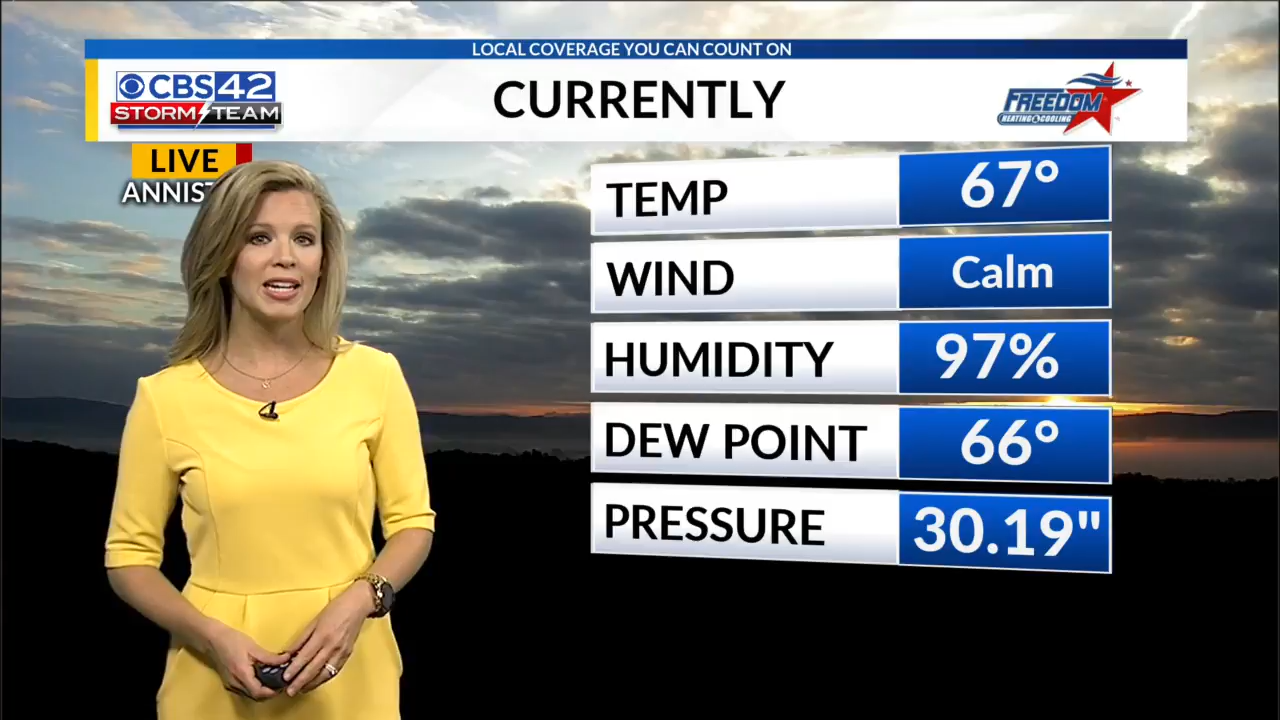 LOCAL COVERAGE YOU CAN COUNT ON
CBS 42
STORM TEAM
CURRENTLY
FREEDOM
HEATING & COOLING
LIVE
ANNIST
TEMP 67°
WIND Calm
HUMIDITY 97%
DEW POINT 66°
PRESSURE 30.19"